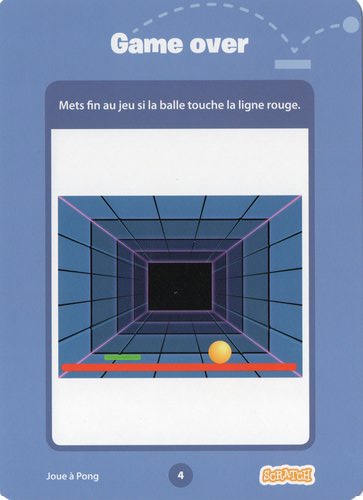 Game over
Mets fin au jeu si la balle touche la ligne rouge.
Joue à Pong
4
SCRATCH